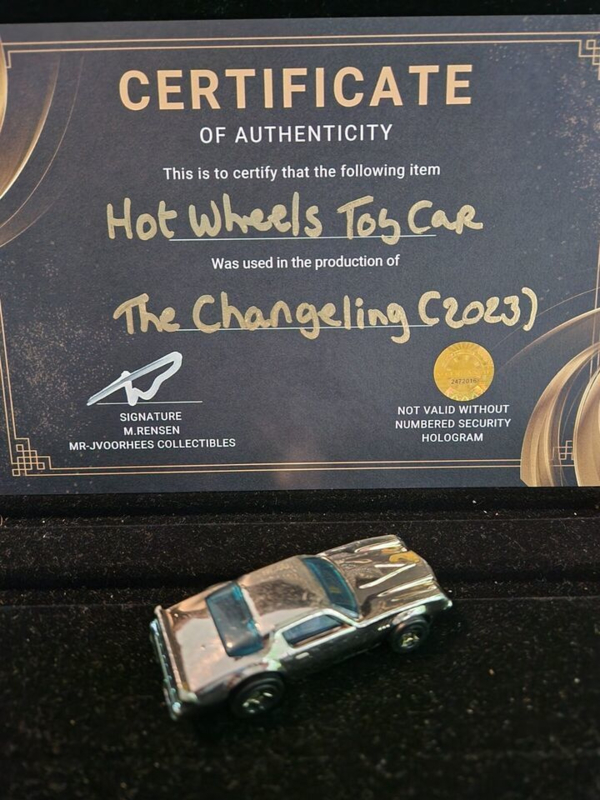 CERTIFICATE
OF AUTHENTICITY
This is to certify that the following item
Hot Wheels Toy Car
Was used in the production of
The Changeling (2023)
SIGNATURE
M.RENSEN
MR-JVOORHEES COLLECTIBLES
NOT VALID WITHOUT
NUMBERED SECURITY
HOLOGRAM